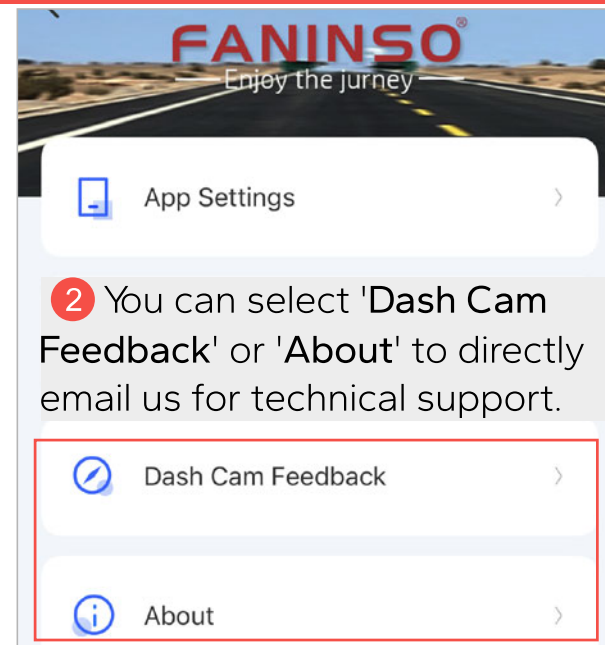 FANINSO®
Enjoy the jurney
App Settings
2 You can select 'Dash Cam
Feedback' or 'About' to directly
email us for technical support.
Dash Cam Feedback
About